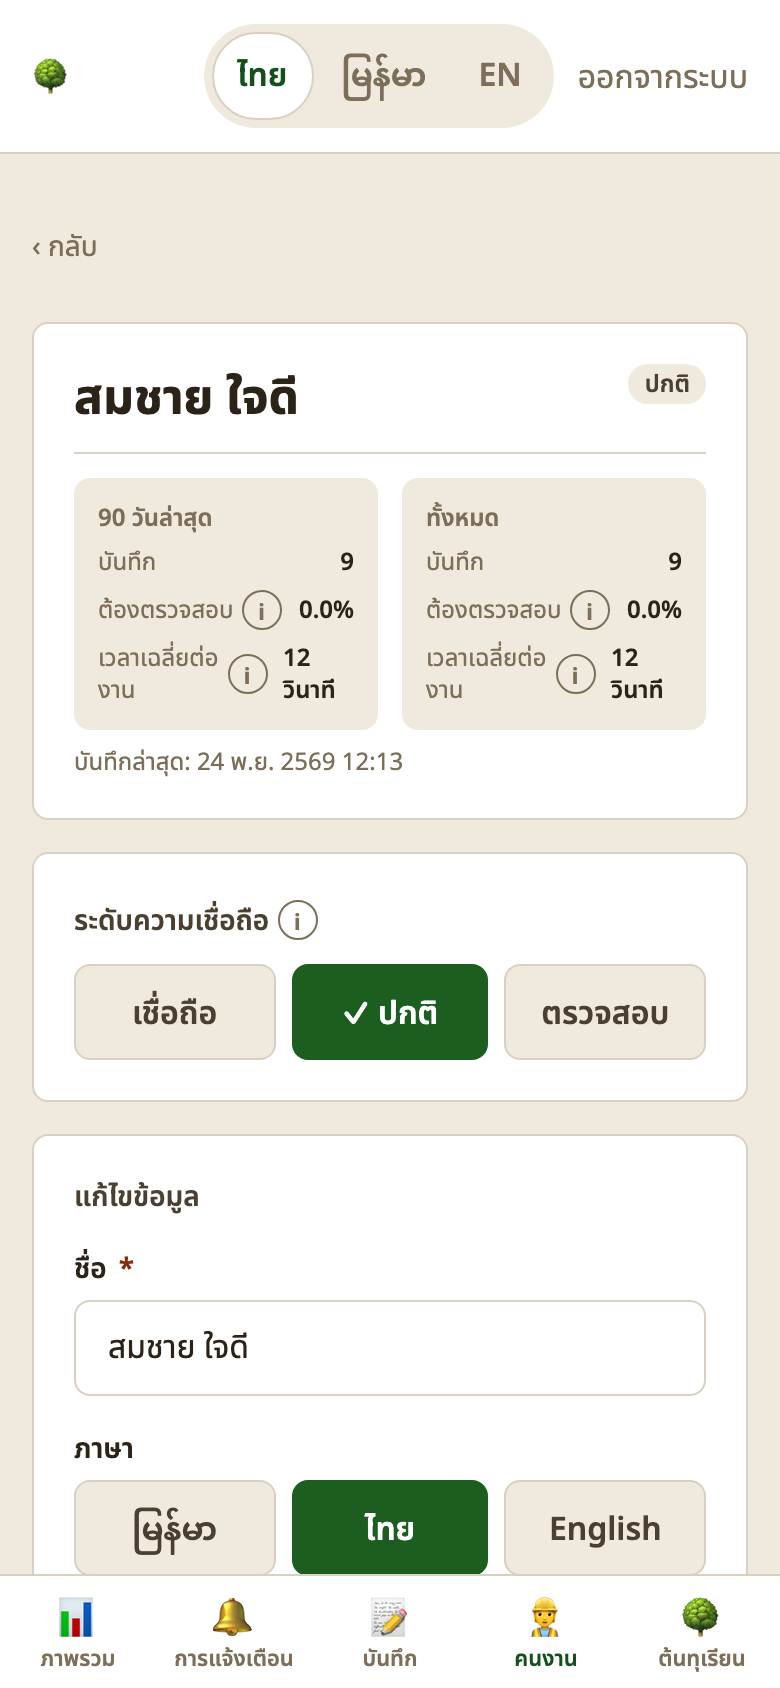 ไทย မြန်မာ EN ออกจากระบบ
‹ กลับ
สมชาย ใจดี
ปกติ
90 วันล่าสุด
บันทึก 9
ต้องตรวจสอบ i 0.0%
เวลาเฉลี่ยต่อ
งาน i 12
วินาที
ทั้งหมด
บันทึก 9
ต้องตรวจสอบ i 0.0%
เวลาเฉลี่ยต่อ
งาน i 12
วินาที
บันทึกล่าสุด: 24 พ.ย. 2569 12:13
ระดับความเชื่อถือ i
เชื่อถือ ✓ ปกติ ตรวจสอบ
แก้ไขข้อมูล
ชื่อ *
สมชาย ใจดี
ภาษา
မြန်မာ ไทย English
ภาพรวม การแจ้งเตือน บันทึก คนงาน ต้นทุเรียน